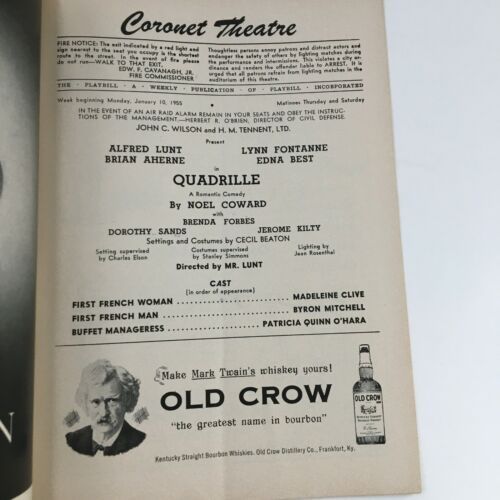 Coronet Theatre
FIRE NOTICE: The exit indicated by a red light and
sign nearest to the seat you occupy is the shortest
route to the street. In the event of fire please
do not run—WALK TO THAT EXIT.
EDW. F. CAVANAGH, JR.
FIRE COMMISSIONER
Thoughtless persons annoy patrons and distract actors and
endanger the safety of others by lighting matches during
the performance and intermissions. This violates a city or-
dinance and renders the offender liable to ARREST. It is
urged that all patrons refrain from lighting matches in the
auditorium of this theatre.
THE · PLAYBILL · A · WEEKLY · PUBLICATION · OF · PLAYBILL · INCORPORATED
Week beginning Monday, January 10, 1955
Matinees Thursday and Saturday
IN THE EVENT OF AN AIR RAID ALARM REMAIN IN YOUR SEATS AND OBEY THE INSTRUC-
TIONS OF THE MANAGEMENT.—HERBERT R. O'BRIEN, DIRECTOR OF CIVIL DEFENSE.
JOHN C. WILSON and H. M. TENNENT, LTD.
Present
ALFRED LUNT LYNN FONTANNE
BRIAN AHERNE EDNA BEST
in
QUADRILLE
A Romantic Comedy
By NOEL COWARD
with
BRENDA FORBES
DOROTHY SANDS JEROME KILTY
Settings and Costumes by CECIL BEATON
Setting supervised
by Charles Elson
Costumes supervised
by Stanley Simmons
Lighting by
Jean Rosenthal
Directed by MR. LUNT
CAST
(in order of appearance)
FIRST FRENCH WOMAN . . . . . . . . . . . . . . . . . . . MADELEINE CLIVE
FIRST FRENCH MAN . . . . . . . . . . . . . . . . . . . . . BYRON MITCHELL
BUFFET MANAGERESS . . . . . . . . . . . . . . . . PATRICIA QUINN O'HARA
Make Mark Twain's whiskey yours!
OLD CROW
"the greatest name in bourbon"
OLD CROW
Kentucky Straight Bourbon Whiskies. Old Crow Distillery Co., Frankfort, Ky.
N